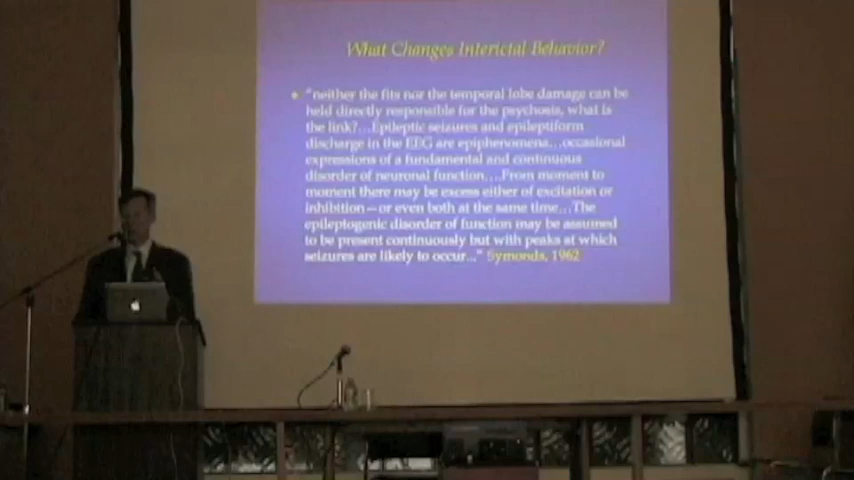 What Changes Interictal Behavior?
• "neither the fits nor the temporal lobe damage can be
held directly responsible for the psychosis, what is
the link?…Epileptic seizures and epileptiform
discharge in the EEG are epiphenomena…occasional
expressions of a fundamental and continuous
disorder of neuronal function….From moment to
moment there may be excess either of excitation or
inhibition—or even both at the same time…The
epileptogenic disorder of function may be assumed
to be present continuously but with peaks at which
seizures are likely to occur..." Symonds, 1962